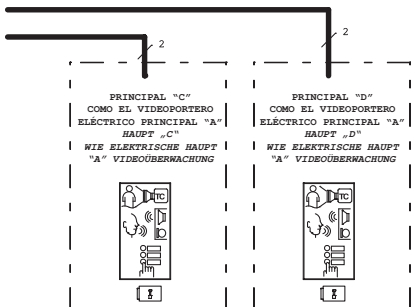 2
2
PRINCIPAL "C"
COMO EL VIDEOPORTERO
ELÉCTRICO PRINCIPAL "A"
HAUPT „C“
WIE ELEKTRISCHE HAUPT
"A" VIDEOÜBERWACHUNG
TC
PRINCIPAL "D"
COMO EL VIDEOPORTERO
ELÉCTRICO PRINCIPAL "A"
HAUPT „D“
WIE ELEKTRISCHE HAUPT
"A" VIDEOÜBERWACHUNG
TC